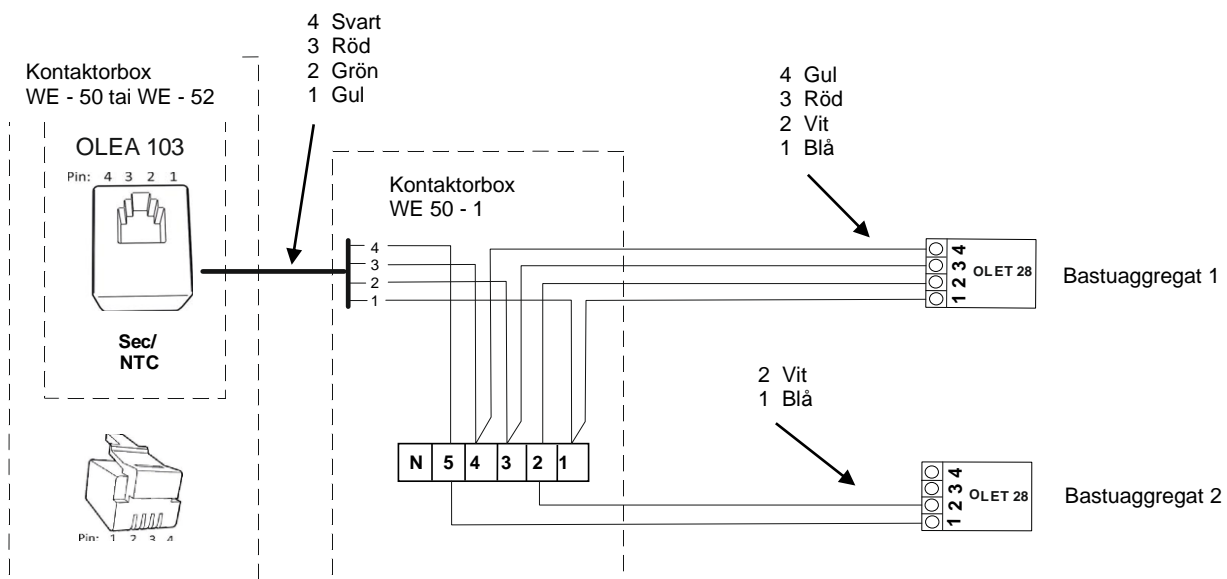 4 Svart
3 Röd
2 Grön
1 Gul
Kontaktorbox
WE - 50 tai WE - 52
OLEA 103
Pin: 4 3 2 1
Sec/
NTC
Pin: 1 2 3 4
Kontaktorbox
WE 50 - 1
4
3
2
1
N 5 4 3 2 1
4 Gul
3 Röd
2 Vit
1 Blå
1 2 3 4
OLET 28
Bastuaggregat 1
2 Vit
1 Blå
1 2 3 4
OLET 28
Bastuaggregat 2